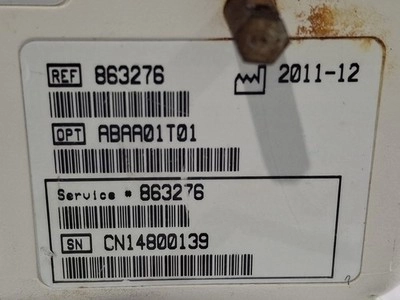 REF 863276
2011-12
OPT ABAA01T01
Service # 863276
SN CN14800139